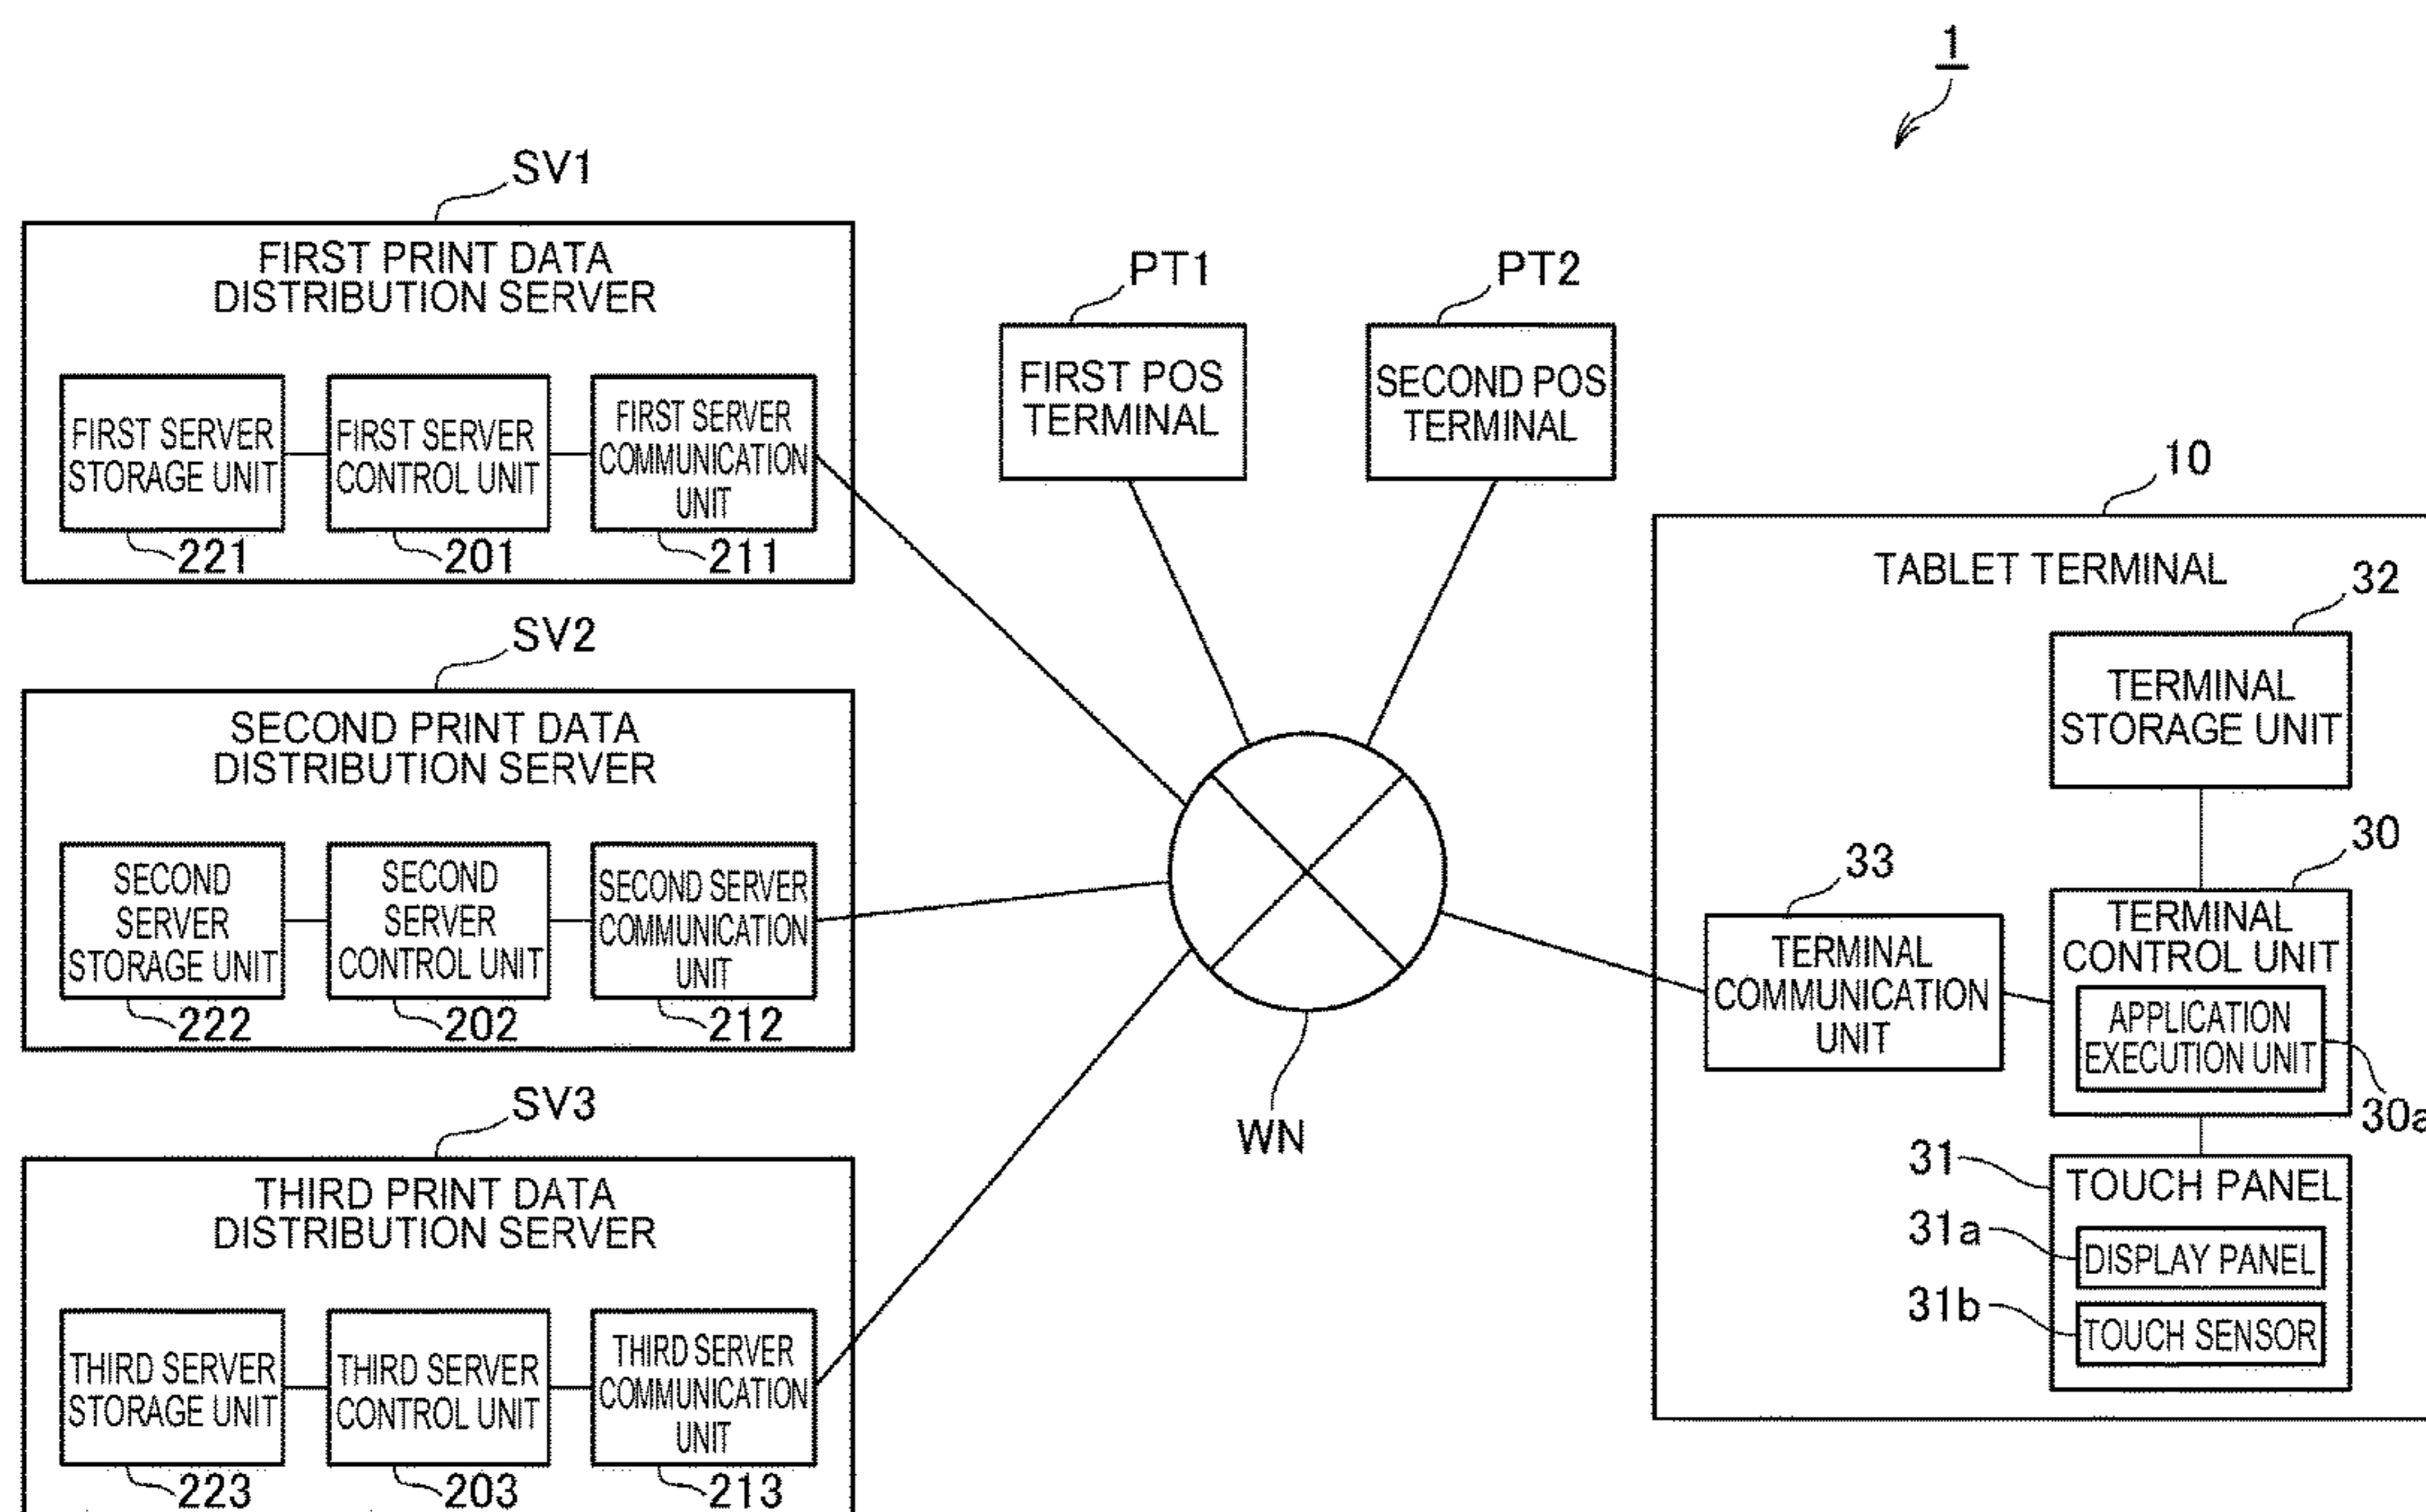 1
SV1
FIRST PRINT DATA
DISTRIBUTION SERVER
FIRST SERVER
STORAGE UNIT
221
FIRST SERVER
CONTROL UNIT
201
FIRST SERVER
COMMUNICATION
UNIT
211
SV2
SECOND PRINT DATA
DISTRIBUTION SERVER
SECOND
SERVER
STORAGE UNIT
222
SECOND
SERVER
CONTROL UNIT
202
SECOND SERVER
COMMUNICATION
UNIT
212
SV3
THIRD PRINT DATA
DISTRIBUTION SERVER
THIRD SERVER
STORAGE UNIT
223
THIRD SERVER
CONTROL UNIT
203
THIRD SERVER
COMMUNICATION
UNIT
213
PT1
FIRST POS
TERMINAL
PT2
SECOND POS
TERMINAL
WN
10
TABLET TERMINAL
32
TERMINAL
STORAGE UNIT
33
TERMINAL
COMMUNICATION
UNIT
30
TERMINAL
CONTROL UNIT
APPLICATION
EXECUTION UNIT
30a
31
TOUCH PANEL
31a
DISPLAY PANEL
31b
TOUCH SENSOR